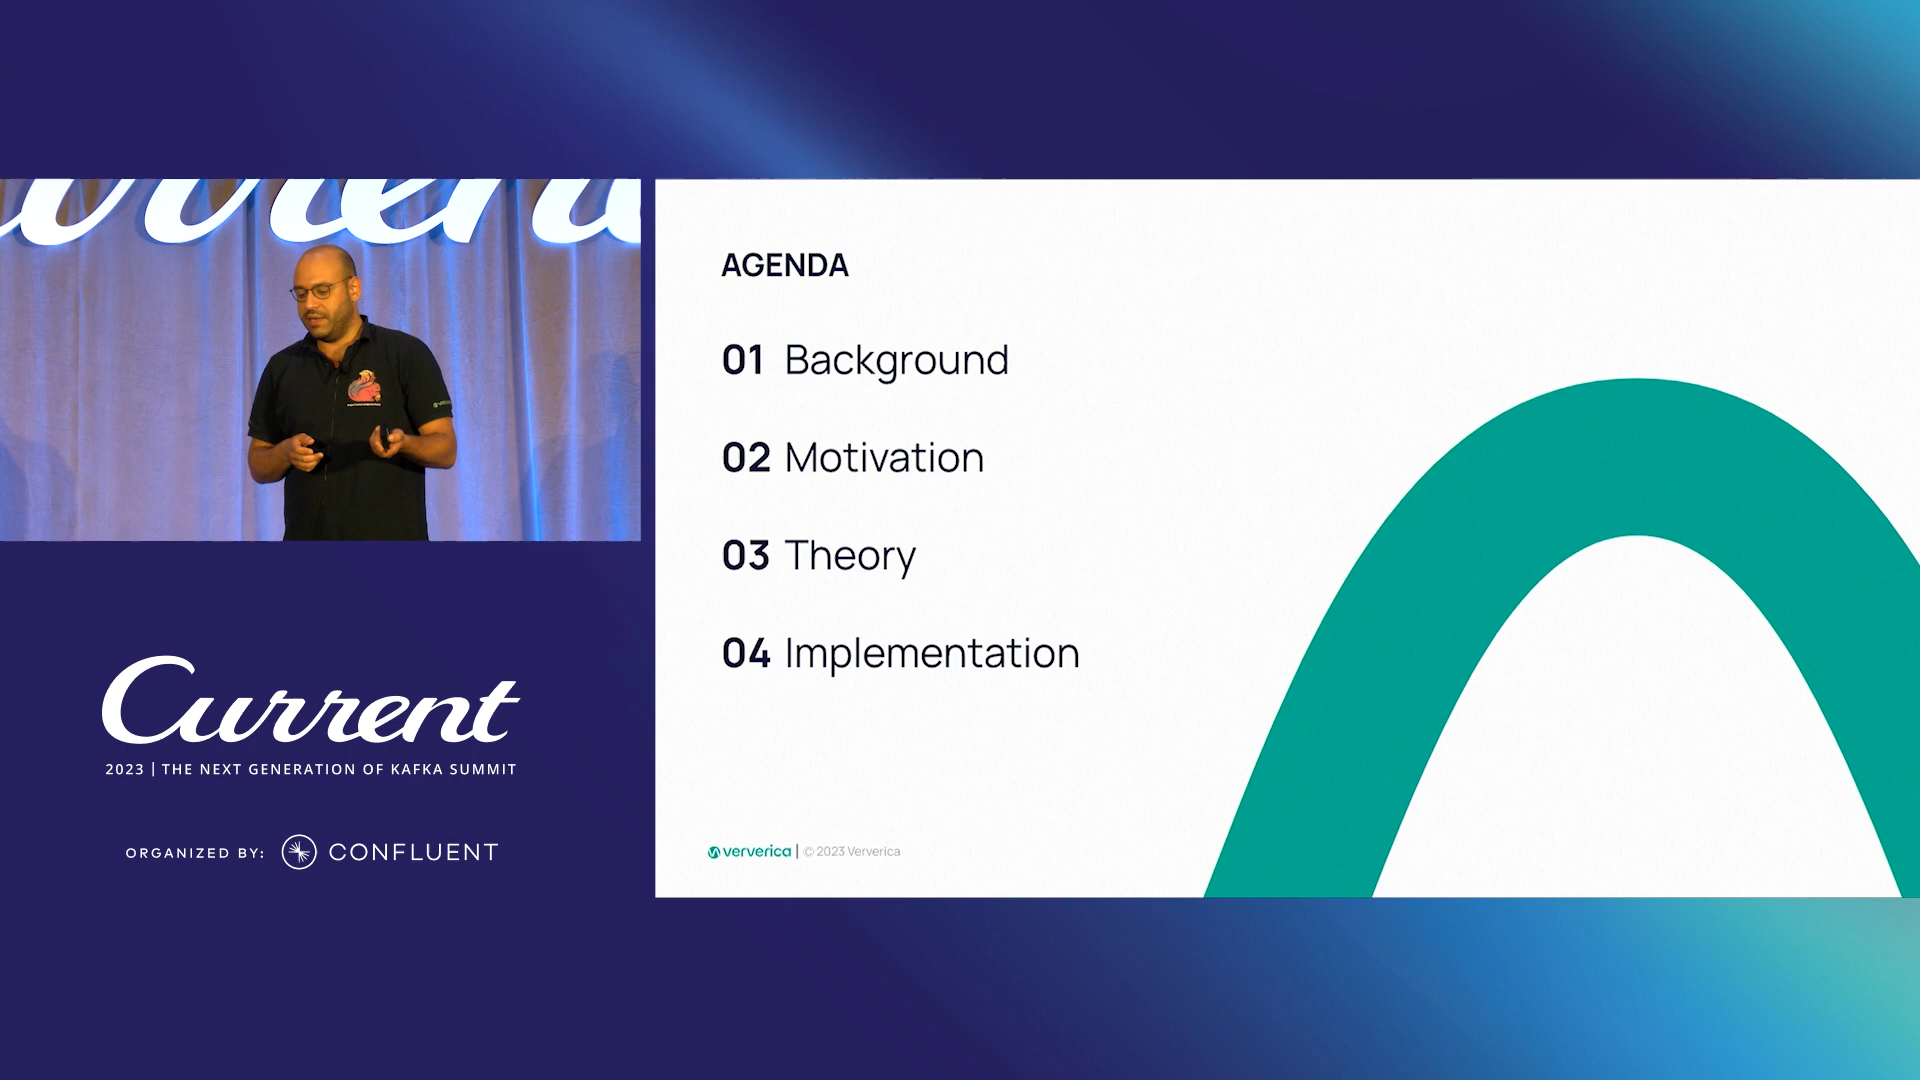 Current
AGENDA
01 Background
02 Motivation
03 Theory
04 Implementation
ververica | © 2023 Ververica
Current
2023 | THE NEXT GENERATION OF KAFKA SUMMIT
ORGANIZED BY: CONFLUENT